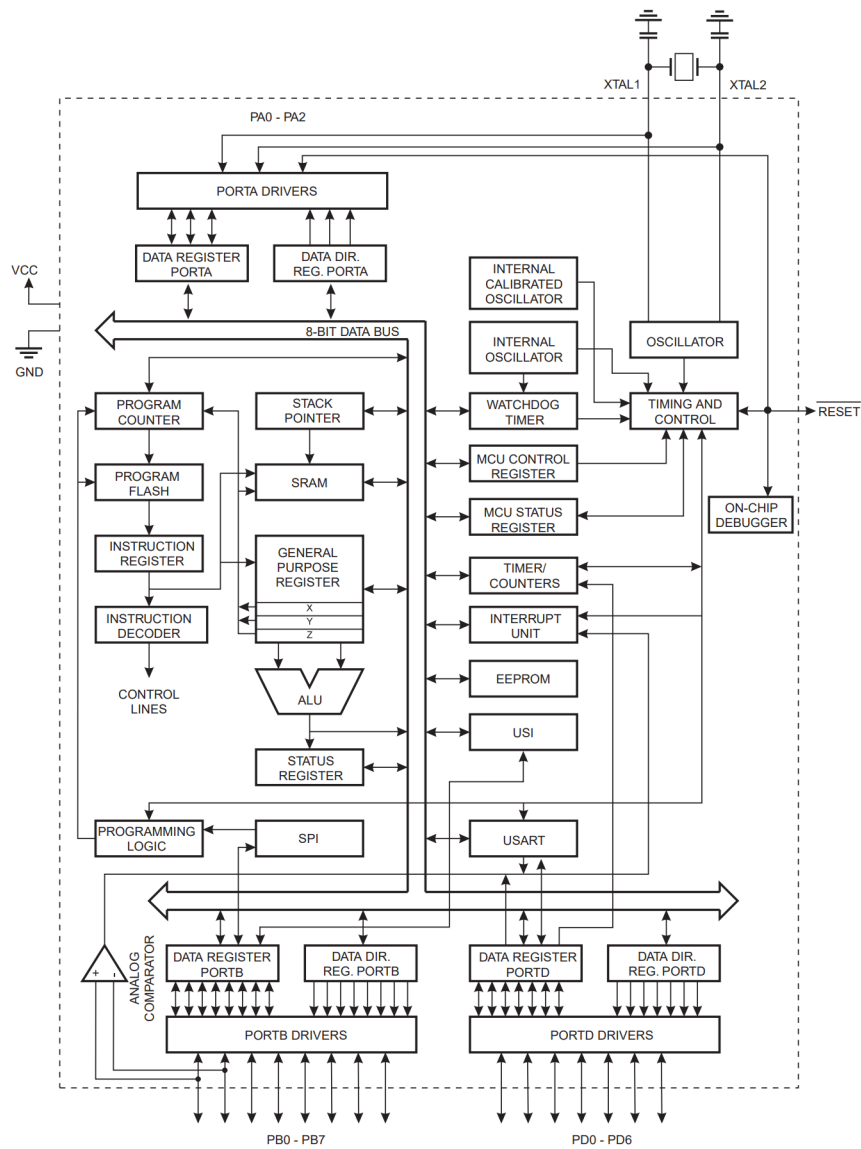 XTAL1
XTAL2
PA0 - PA2
PORTA DRIVERS
DATA REGISTER
PORTA
DATA DIR.
REG. PORTA
VCC
GND
8-BIT DATA BUS
INTERNAL
CALIBRATED
OSCILLATOR
INTERNAL
OSCILLATOR
OSCILLATOR
PROGRAM
COUNTER
STACK
POINTER
WATCHDOG
TIMER
TIMING AND
CONTROL
RESET
PROGRAM
FLASH
SRAM
MCU CONTROL
REGISTER
MCU STATUS
REGISTER
ON-CHIP
DEBUGGER
INSTRUCTION
REGISTER
GENERAL
PURPOSE
REGISTER
X
Y
Z
TIMER/
COUNTERS
INSTRUCTION
DECODER
INTERRUPT
UNIT
CONTROL
LINES
ALU
EEPROM
USI
STATUS
REGISTER
PROGRAMMING
LOGIC
SPI
USART
ANALOG
COMPARATOR
+
-
DATA REGISTER
PORTB
DATA DIR.
REG. PORTB
DATA REGISTER
PORTD
DATA DIR.
REG. PORTD
PORTB DRIVERS
PORTD DRIVERS
PB0 - PB7
PD0 - PD6